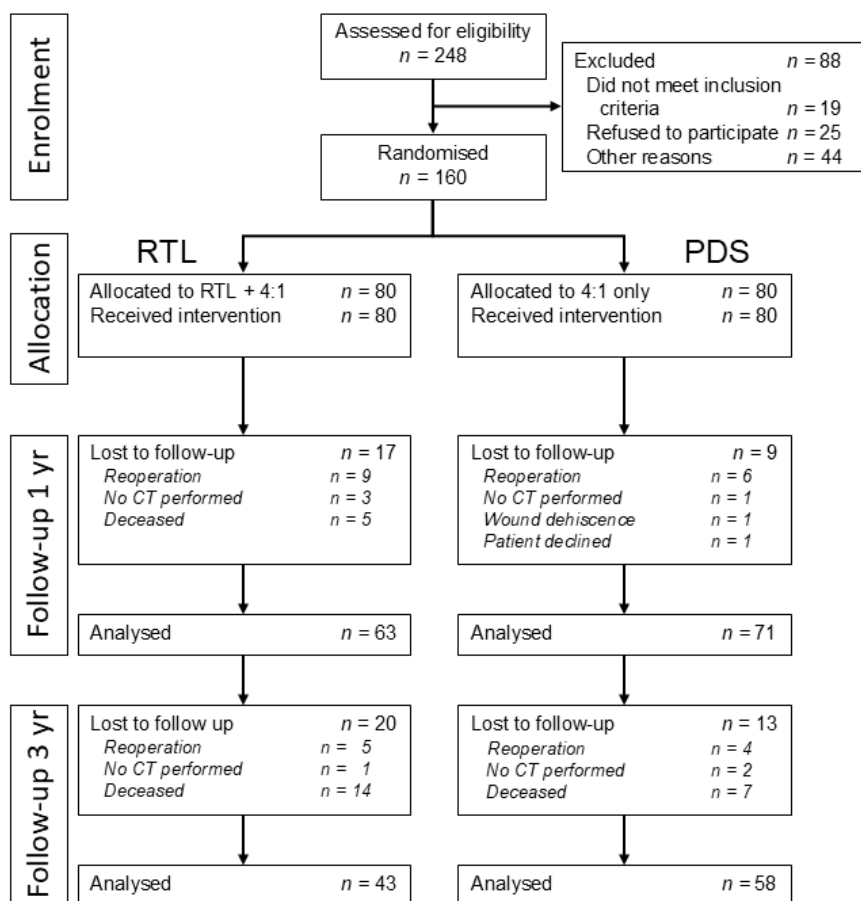 Enrolment
Assessed for eligibility
n = 248
Excluded n = 88
Did not meet inclusion
criteria n = 19
Refused to participate n = 25
Other reasons n = 44
Randomised
n = 160
Allocation
RTL
PDS
Allocated to RTL + 4:1 n = 80
Received intervention n = 80
Allocated to 4:1 only n = 80
Received intervention n = 80
Follow-up 1 yr
Lost to follow-up n = 17
Reoperation n = 9
No CT performed n = 3
Deceased n = 5
Lost to follow-up n = 9
Reoperation n = 6
No CT performed n = 1
Wound dehiscence n = 1
Patient declined n = 1
Analysed n = 63
Analysed n = 71
Follow-up 3 yr
Lost to follow up n = 20
Reoperation n = 5
No CT performed n = 1
Deceased n = 14
Lost to follow-up n = 13
Reoperation n = 4
No CT performed n = 2
Deceased n = 7
Analysed n = 43
Analysed n = 58